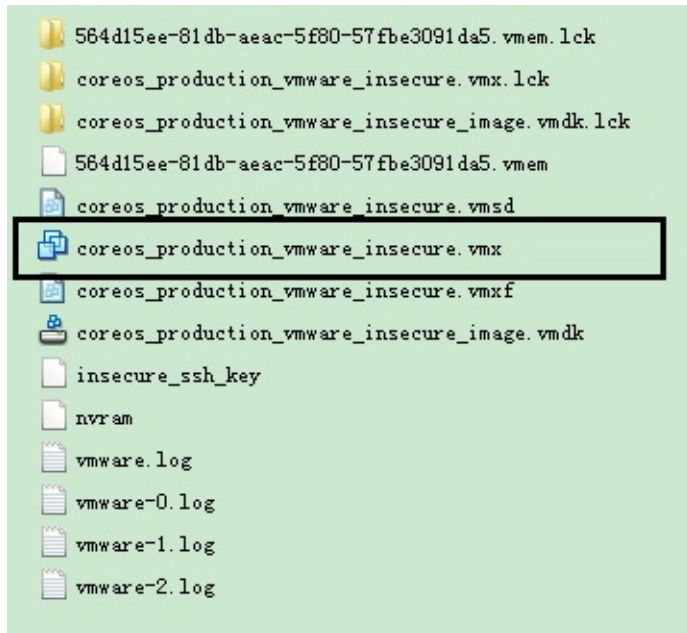 564d15ee-81db-aeac-5f80-57fbe3091da5.vmem.lck
coreos_production_vmware_insecure.vmx.lck
coreos_production_vmware_insecure_image.vmdk.lck
564d15ee-81db-aeac-5f80-57fbe3091da5.vmem
coreos_production_vmware_insecure.vmsd
coreos_production_vmware_insecure.vmx
coreos_production_vmware_insecure.vmxf
coreos_production_vmware_insecure_image.vmdk
insecure_ssh_key
nvram
vmware.log
vmware-0.log
vmware-1.log
vmware-2.log